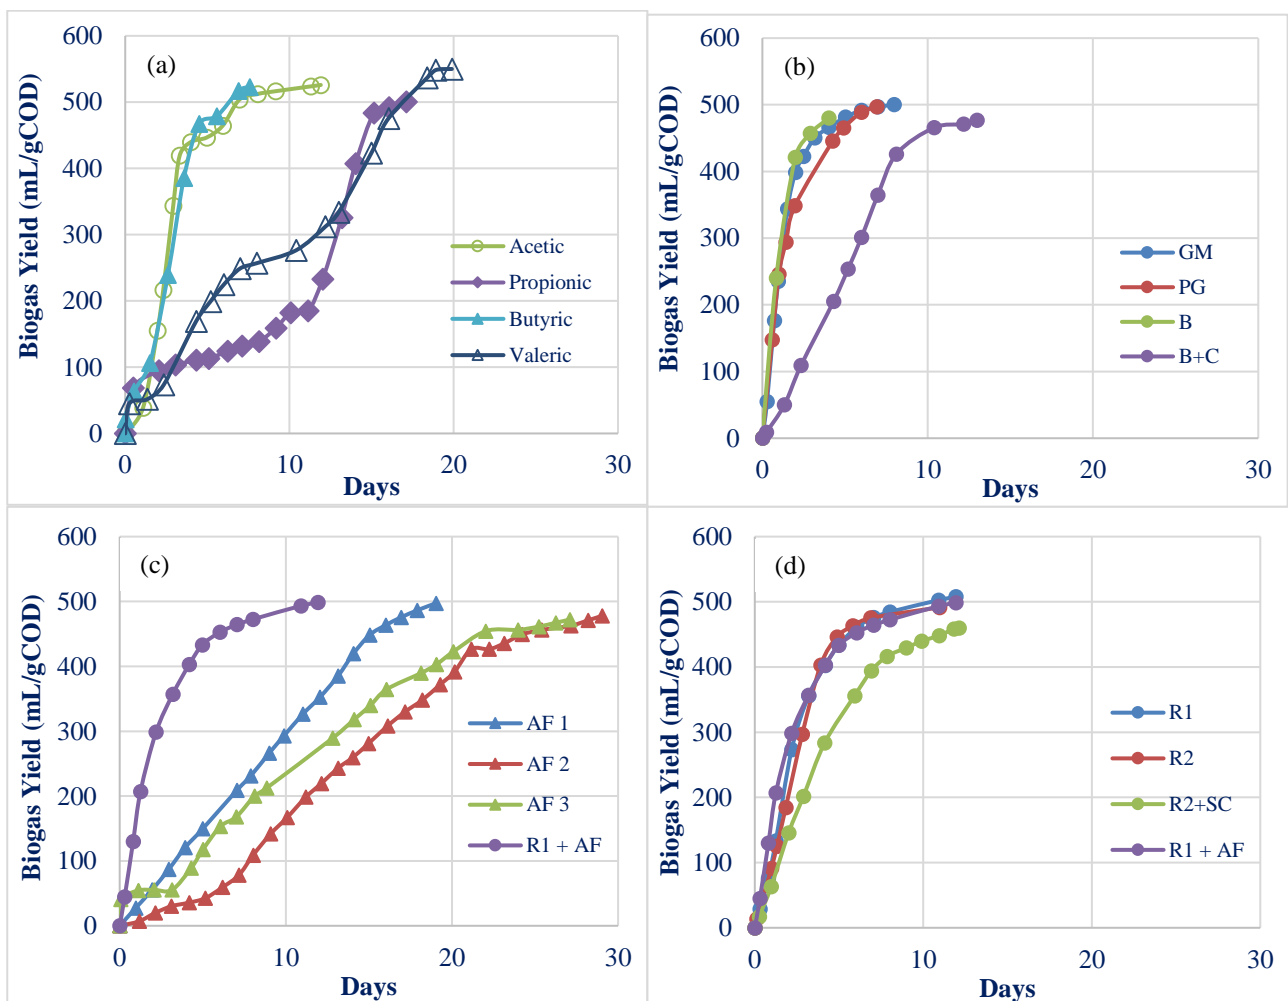 (a)
Biogas Yield (mL/gCOD)
600
500
400
300
200
100
0
Acetic
Propionic
Butyric
Valeric
0 10 20 30
Days
(b)
Biogas Yield (mL/gCOD)
600
500
400
300
200
100
0
GM
PG
B
B+C
0 10 20 30
Days
(c)
Biogas Yield (mL/gCOD)
600
500
400
300
200
100
0
AF 1
AF 2
AF 3
R1 + AF
0 10 20 30
Days
(d)
Biogas Yield (mL/gCOD)
600
500
400
300
200
100
0
R1
R2
R2+SC
R1 + AF
0 10 20 30
Days